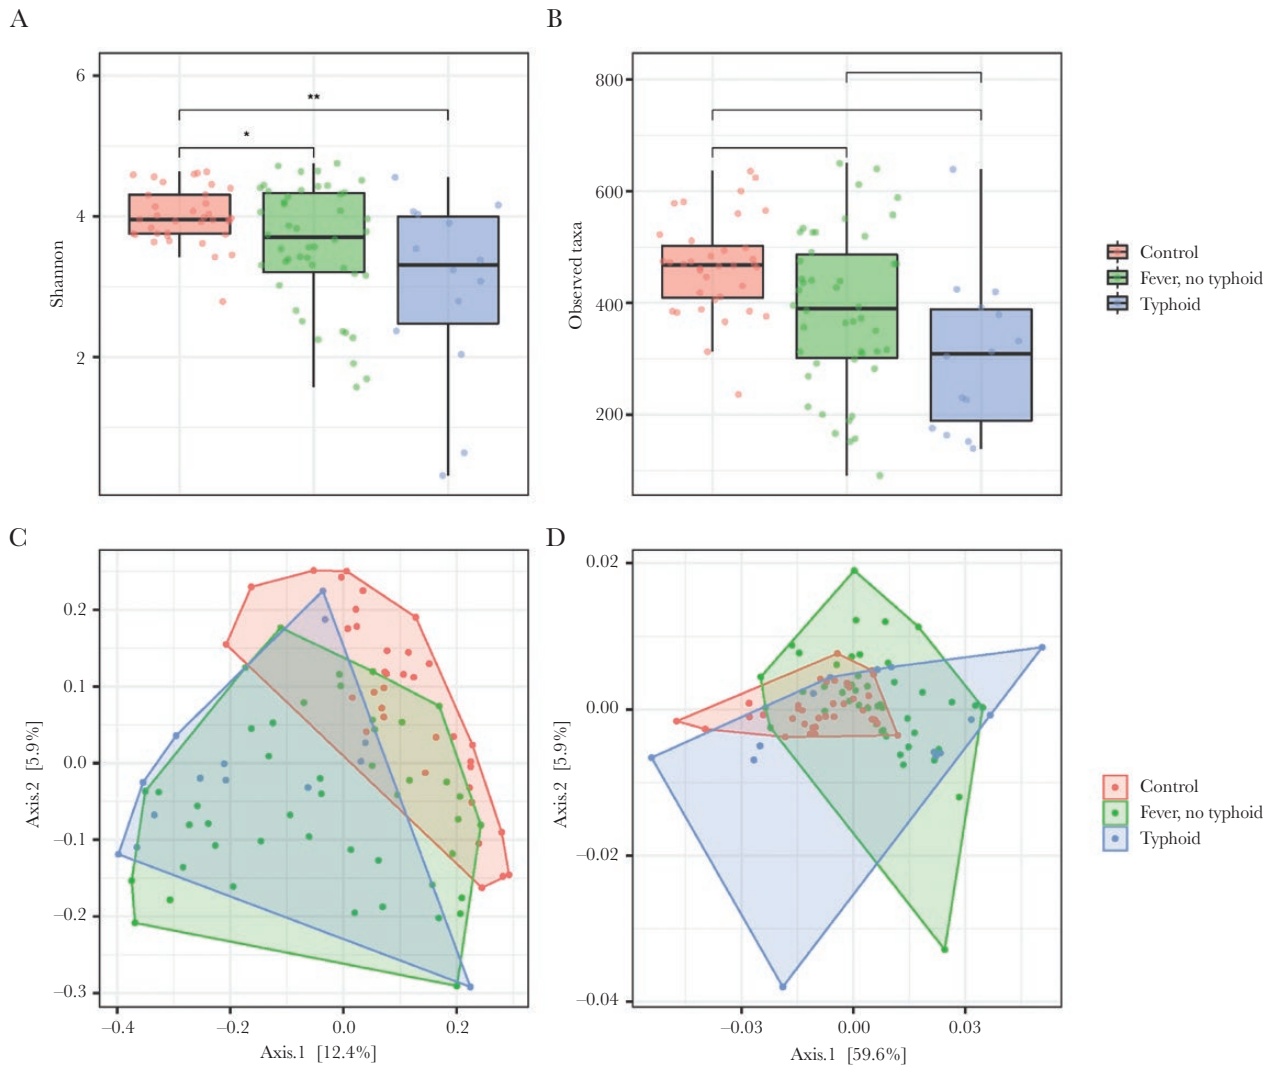 A
6
4
2
Shannon
**
*
B
800
600
400
200
Observed taxa
Control
Fever, no typhoid
Typhoid
C
0.2
0.1
0.0
–0.1
–0.2
–0.3
Axis.2 [5.9%]
–0.4 –0.2 0.0 0.2
Axis.1 [12.4%]
D
0.02
0.00
–0.02
–0.04
Axis.2 [5.9%]
–0.03 0.00 0.03
Axis.1 [59.6%]
Control
Fever, no typhoid
Typhoid